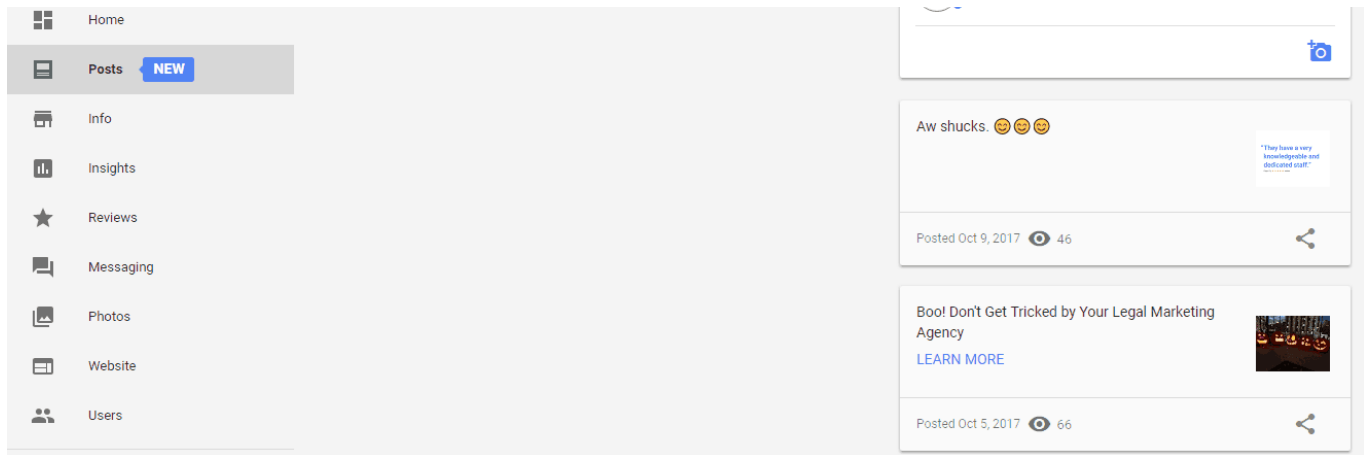 Home
Posts NEW
Info
Insights
Reviews
Messaging
Photos
Website
Users
Aw shucks. 😊😊😊
"They have a very
knowledgeable and
dedicated staff."
Posted Oct 9, 2017 46
Boo! Don't Get Tricked by Your Legal Marketing
Agency
LEARN MORE
Posted Oct 5, 2017 66